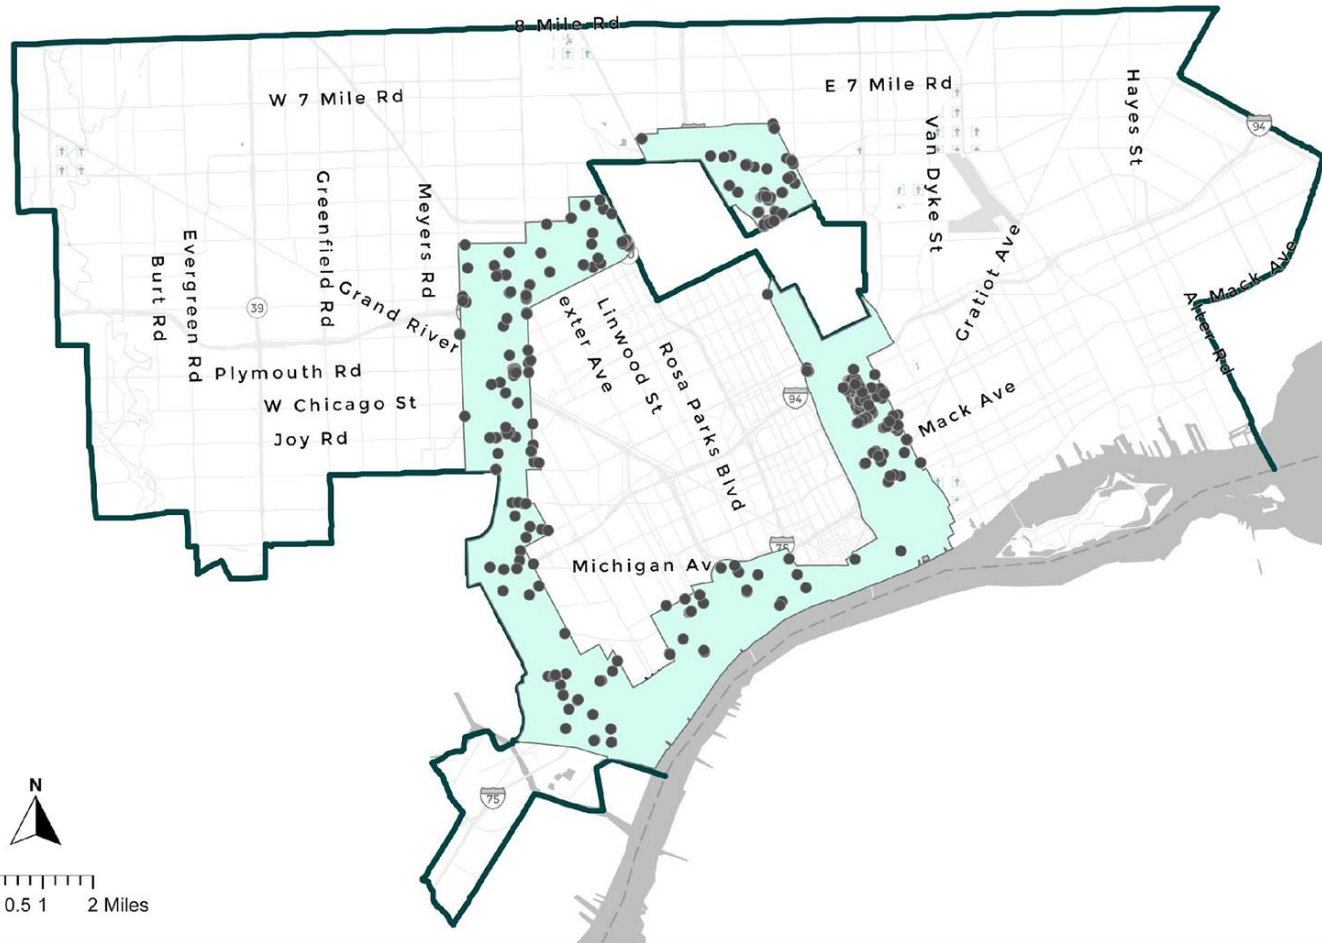 8 Mile Rd
W 7 Mile Rd
E 7 Mile Rd
Hayes St
94
Van Dyke St
Greenfield Rd
Meyers Rd
Evergreen Rd
Burt Rd
Gratiot Ave
Mack Ave
Alter Rd
39
Grand River
exter Ave
Linwood St
Rosa Parks Blvd
Plymouth Rd
94
W Chicago St
Mack Ave
Joy Rd
75
Michigan Av
N
75
0.5 1 2 Miles